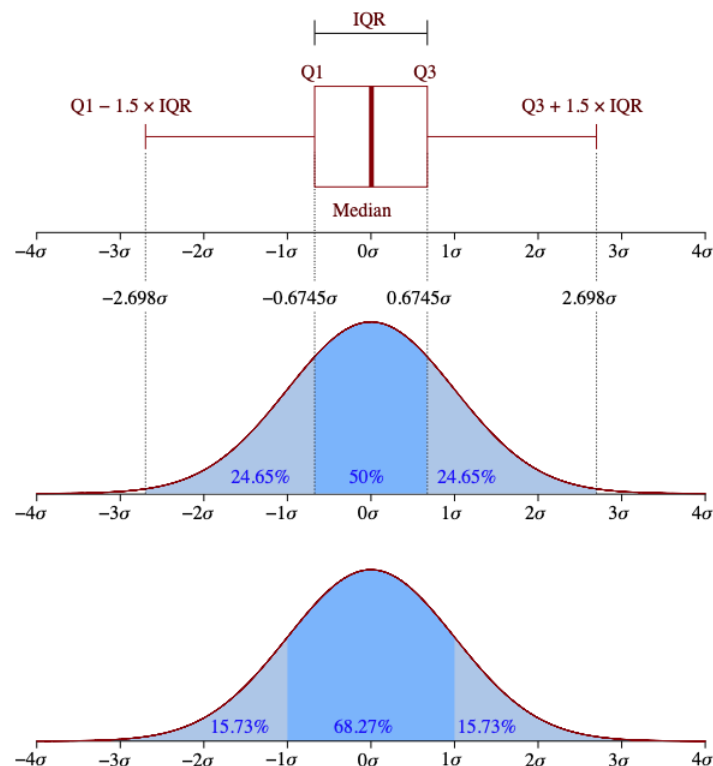 IQR
Q1 Q3
Q1 − 1.5 × IQR Q3 + 1.5 × IQR
Median
−4σ −3σ −2σ −1σ 0σ 1σ 2σ 3σ 4σ
−2.698σ −0.6745σ 0.6745σ 2.698σ
24.65% 50% 24.65%
−4σ −3σ −2σ −1σ 0σ 1σ 2σ 3σ 4σ
15.73% 68.27% 15.73%
−4σ −3σ −2σ −1σ 0σ 1σ 2σ 3σ 4σ